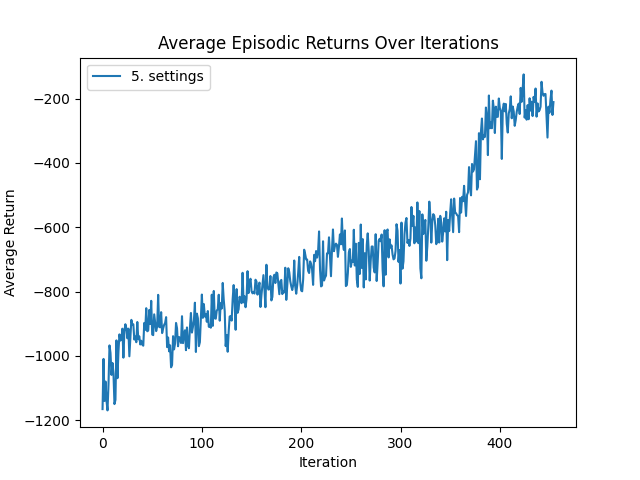 Average Episodic Returns Over Iterations
5. settings
Average Return
−200
−400
−600
−800
−1000
−1200
0 100 200 300 400
Iteration